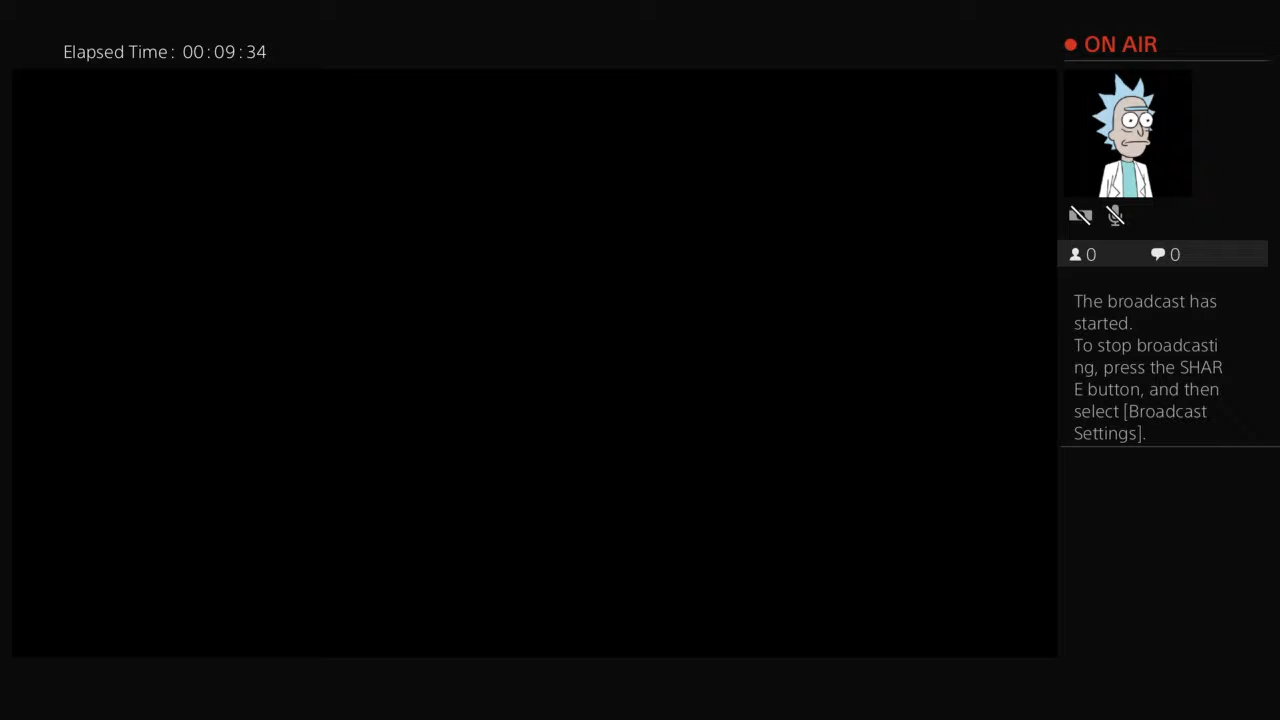 Elapsed Time: 00:09:34
ON AIR
0 0
The broadcast has
started.
To stop broadcasti
ng, press the SHAR
E button, and then
select [Broadcast
Settings].